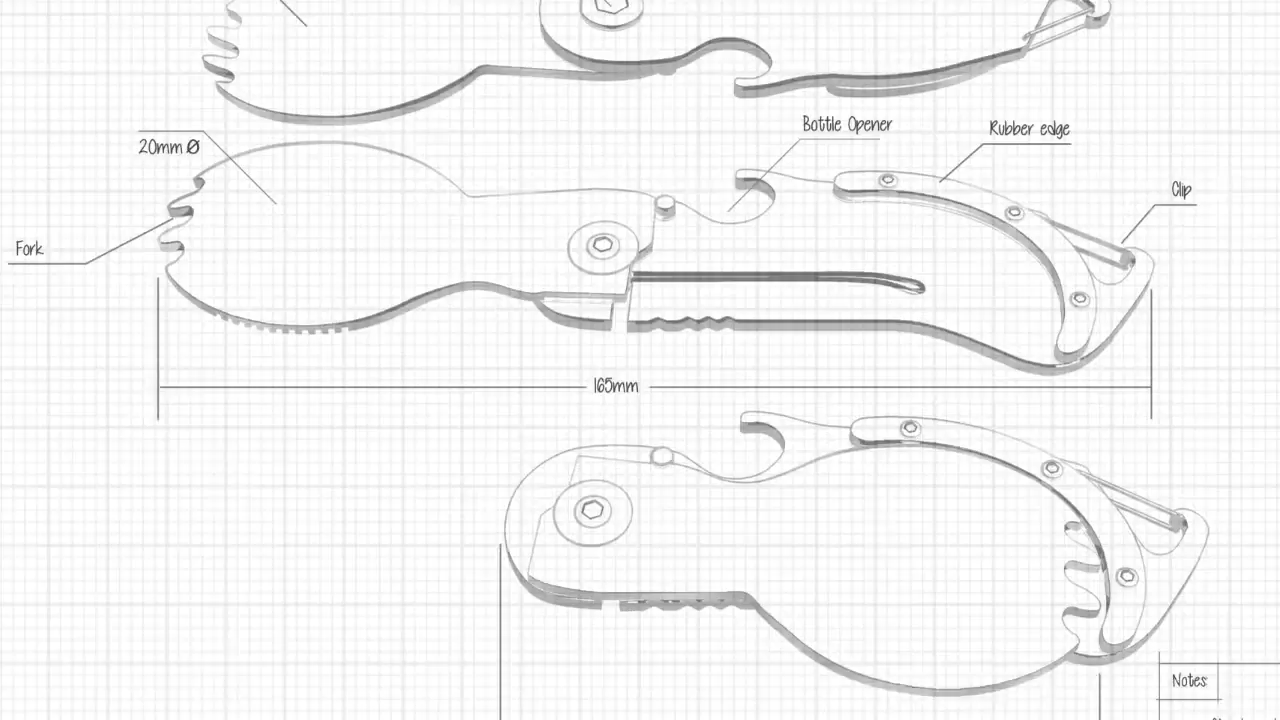 Bottle Opener
Rubber edge
20mm Ø
Clip
Fork
165mm
Notes: